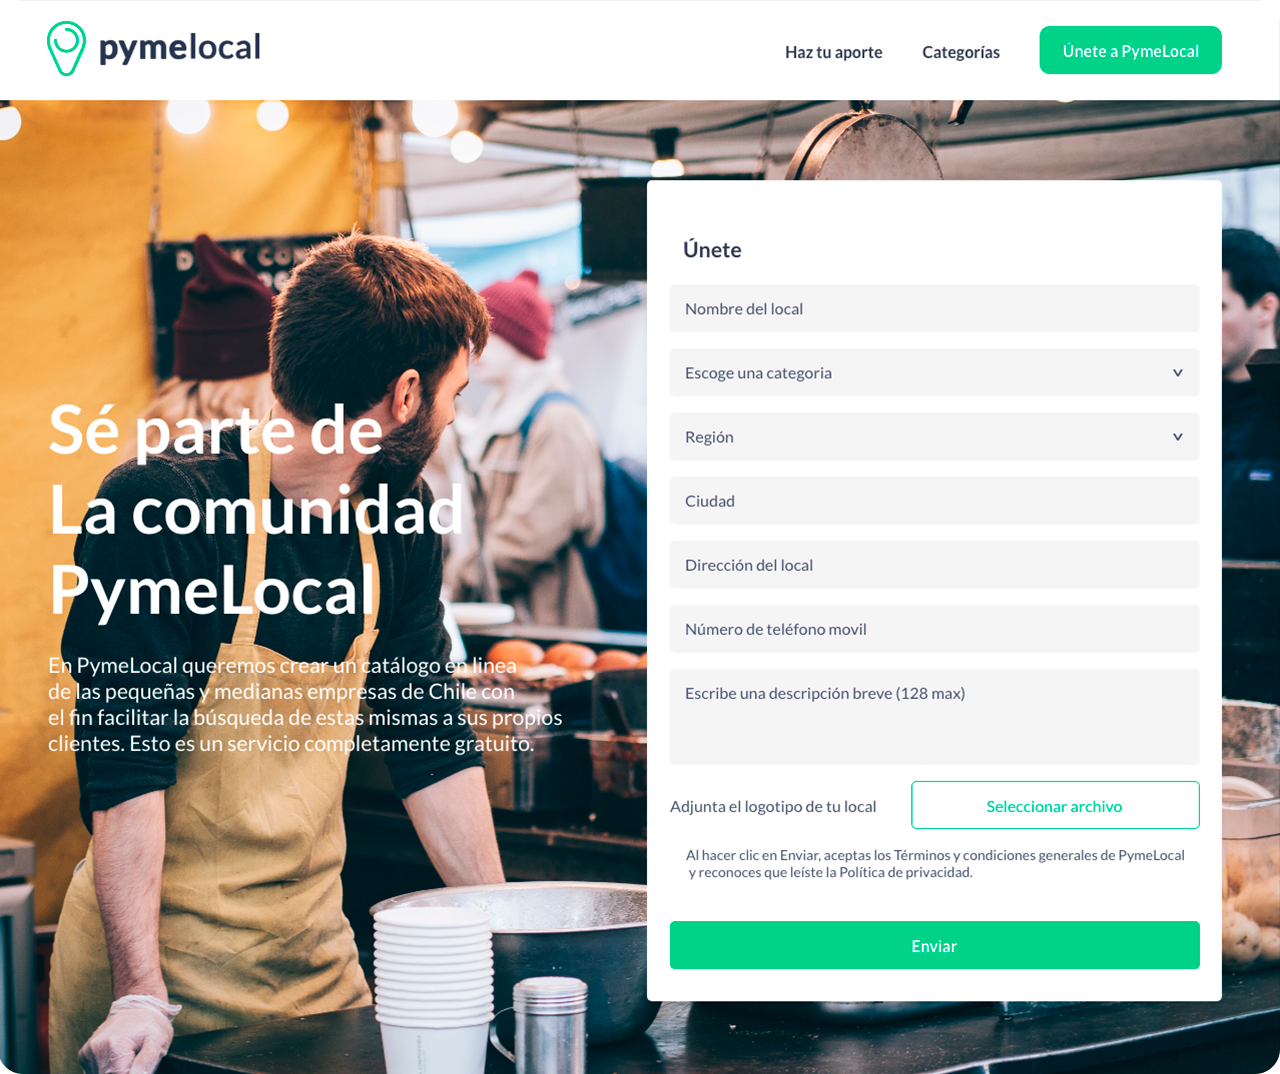 pymelocal
Haz tu aporte
Categorías
Únete a PymeLocal
Sé parte de
La comunidad
PymeLocal
En PymeLocal queremos crear un catálogo en linea
de las pequeñas y medianas empresas de Chile con
el fin facilitar la búsqueda de estas mismas a sus propios
clientes. Esto es un servicio completamente gratuito.
Únete
Nombre del local
Escoge una categoria
Región
Ciudad
Dirección del local
Número de teléfono movil
Escribe una descripción breve (128 max)
Adjunta el logotipo de tu local
Seleccionar archivo
Al hacer clic en Enviar, aceptas los Términos y condiciones generales de PymeLocal
y reconoces que leíste la Política de privacidad.
Enviar